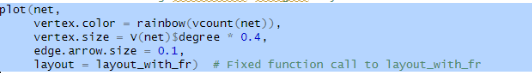 plot(net,
vertex.color = rainbow(vcount(net)),
vertex.size = V(net)$degree * 0.4,
edge.arrow.size = 0.1,
layout = layout_with_fr) # Fixed function call to layout_with_fr